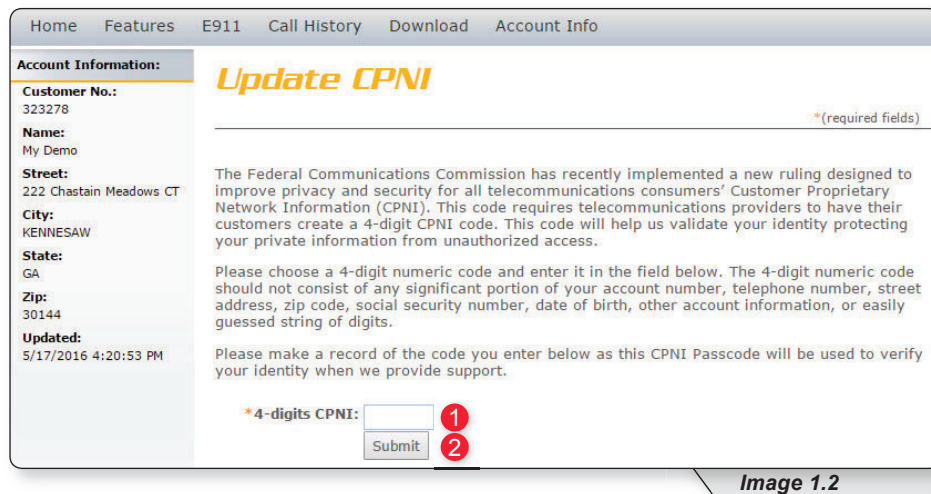 Home Features E911 Call History Download Account Info
Account Information:
Customer No.:
323278
Name:
My Demo
Street:
222 Chastain Meadows CT
City:
KENNESAW
State:
GA
Zip:
30144
Updated:
5/17/2016 4:20:53 PM
Update CPNI
*(required fields)
The Federal Communications Commission has recently implemented a new ruling designed to
improve privacy and security for all telecommunications consumers' Customer Proprietary
Network Information (CPNI). This code requires telecommunications providers to have their
customers create a 4-digit CPNI code. This code will help us validate your identity protecting
your private information from unauthorized access.
Please choose a 4-digit numeric code and enter it in the field below. The 4-digit numeric code
should not consist of any significant portion of your account number, telephone number, street
address, zip code, social security number, date of birth, other account information, or easily
guessed string of digits.
Please make a record of the code you enter below as this CPNI Passcode will be used to verify
your identity when we provide support.
*4-digits CPNI: 1
Submit 2
Image 1.2